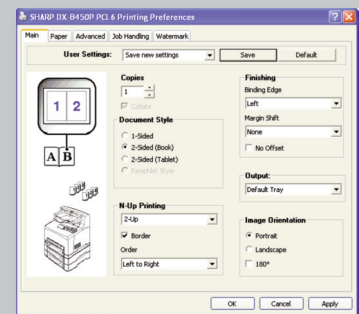 SHARP DX-B450P PCL6 Printing Preferences
Main Paper Advanced Job Handling Watermark
User Settings: Save new settings Save Default
1 2
A B
Copies
1
Collate
Document Style
1-Sided
2-Sided (Book)
2-Sided (Tablet)
Pamphlet Style
N-Up Printing
2-Up
Border
Order
Left to Right
Finishing
Binding Edge
Left
Margin Shift
None
No Offset
Output:
Default Tray
Image Orientation
Portrait
Landscape
180°
OK Cancel Apply